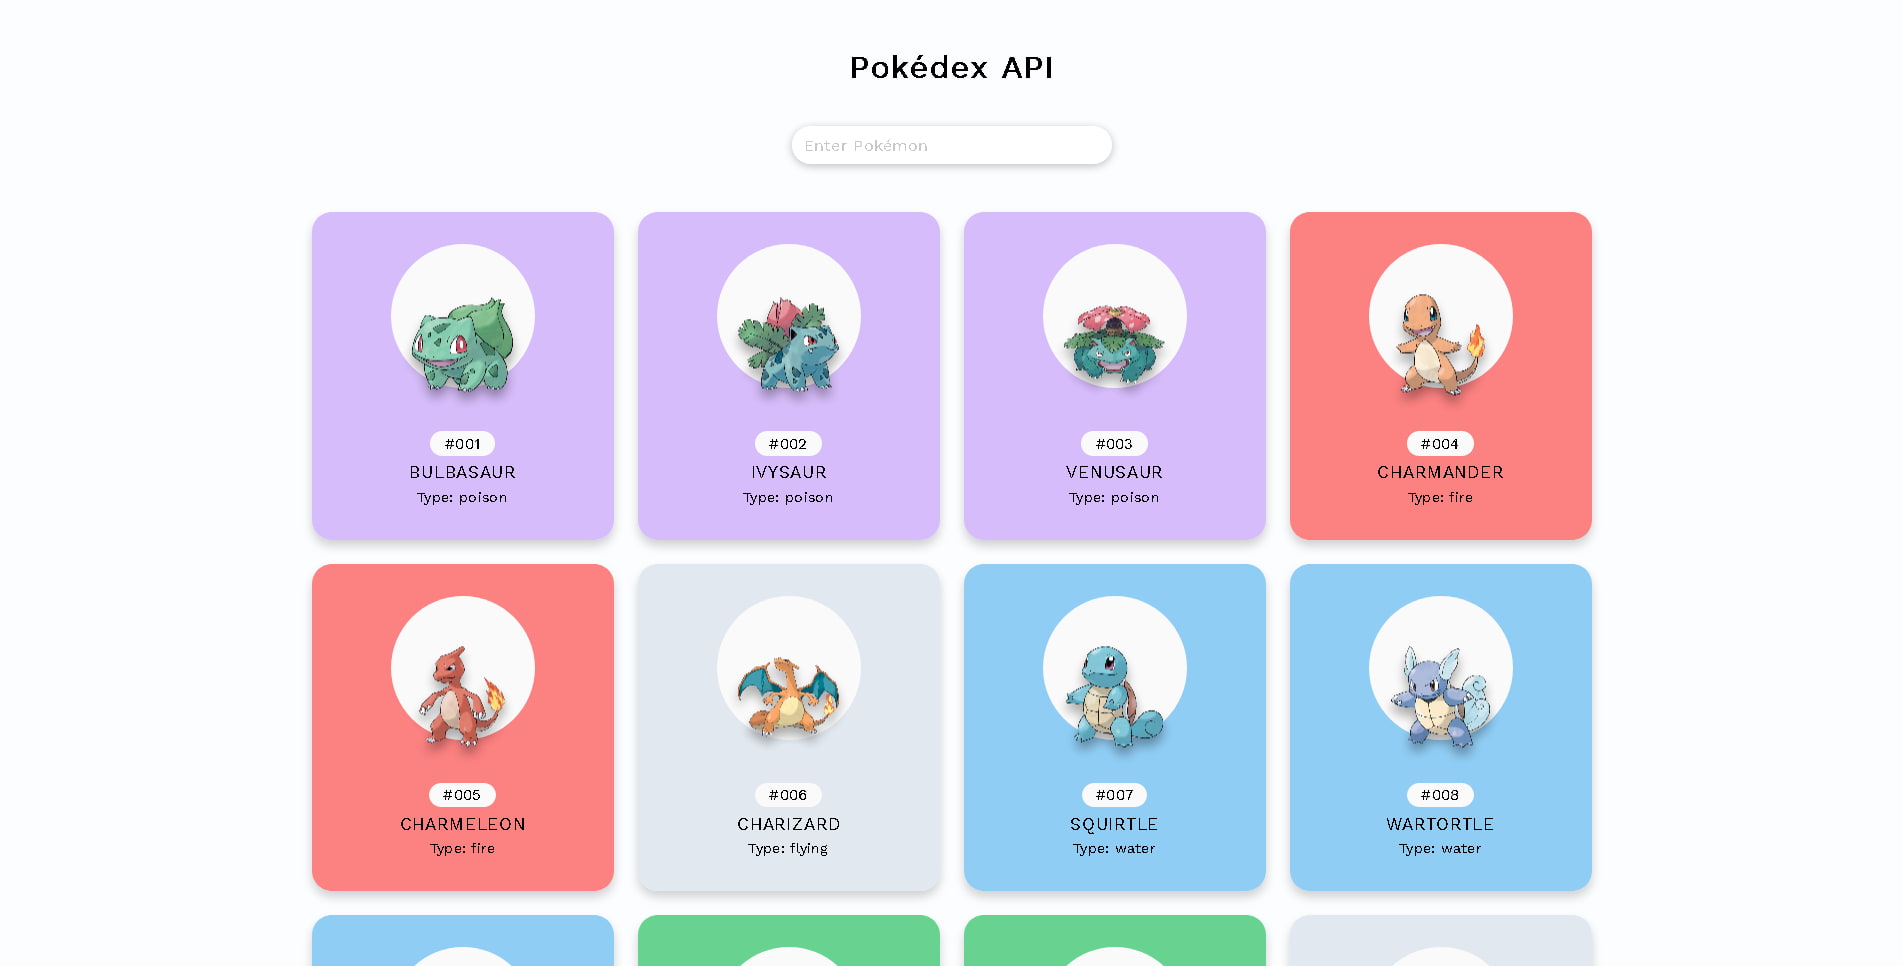 Pokédex API
Enter Pokémon
#001
BULBASAUR
Type: poison
#002
IVYSAUR
Type: poison
#003
VENUSAUR
Type: poison
#004
CHARMANDER
Type: fire
#005
CHARMELEON
Type: fire
#006
CHARIZARD
Type: flying
#007
SQUIRTLE
Type: water
#008
WARTORTLE
Type: water